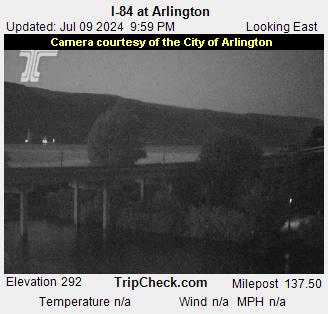 I-84 at Arlington
Updated: Jul 09 2024 9:59 PM Looking East
Camera courtesy of the City of Arlington
Elevation 292 TripCheck.com Milepost 137.50
Temperature n/a Wind n/a MPH n/a